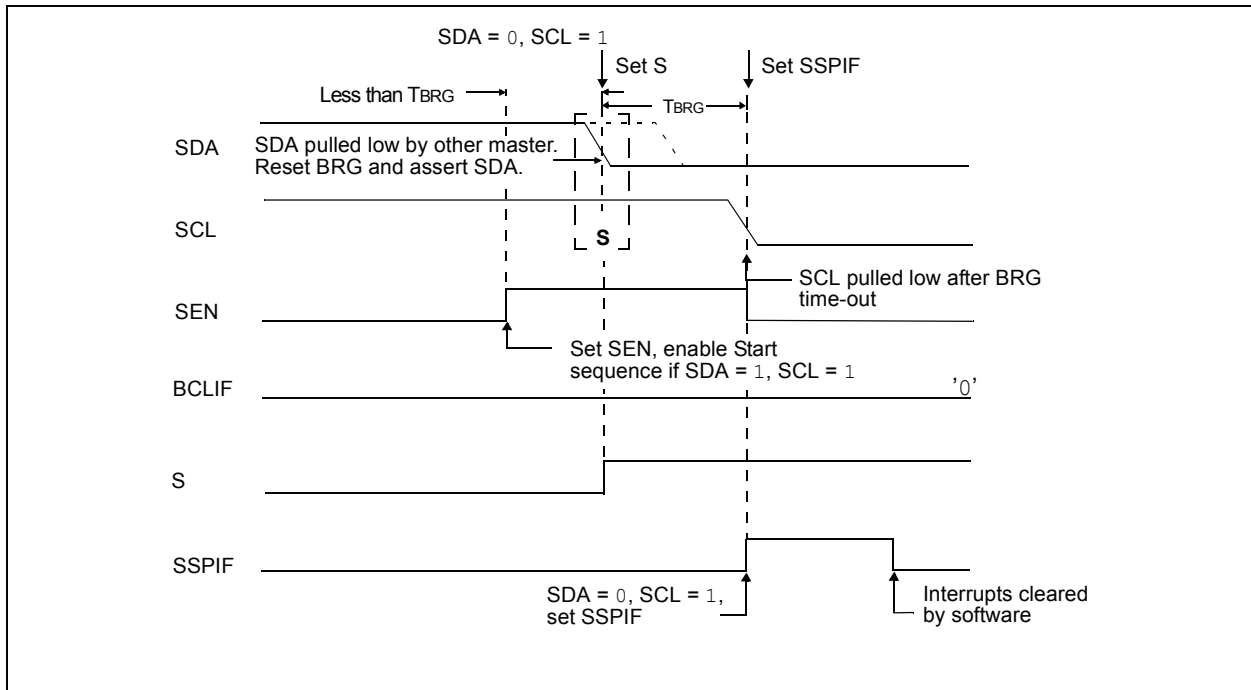 SDA = 0, SCL = 1
Set S
Set SSPIF
Less than TBRG
TBRG
SDA
SDA pulled low by other master.
Reset BRG and assert SDA.
SCL
S
SCL pulled low after BRG
time-out
SEN
Set SEN, enable Start
sequence if SDA = 1, SCL = 1
BCLIF
'0'
S
SSPIF
SDA = 0, SCL = 1,
set SSPIF
Interrupts cleared
by software